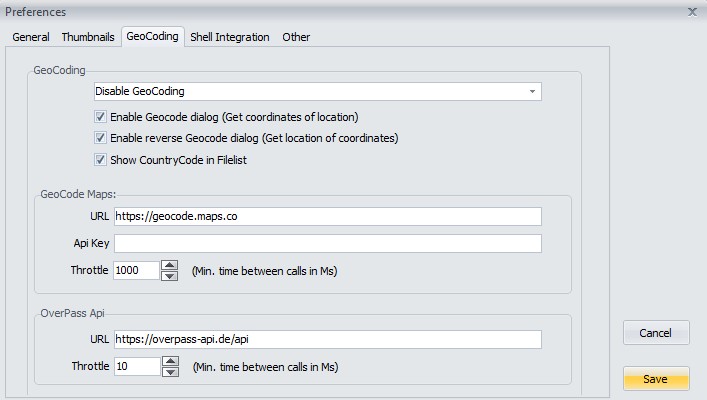 Preferences
General Thumbnails GeoCoding Shell Integration Other
GeoCoding
Disable GeoCoding
Enable Geocode dialog (Get coordinates of location)
Enable reverse Geocode dialog (Get location of coordinates)
Show CountryCode in Filelist
GeoCode Maps:
URL https://geocode.maps.co
Api Key
Throttle 1000 (Min. time between calls in Ms)
OverPass Api
URL https://overpass-api.de/api
Throttle 10 (Min. time between calls in Ms)
Cancel
Save